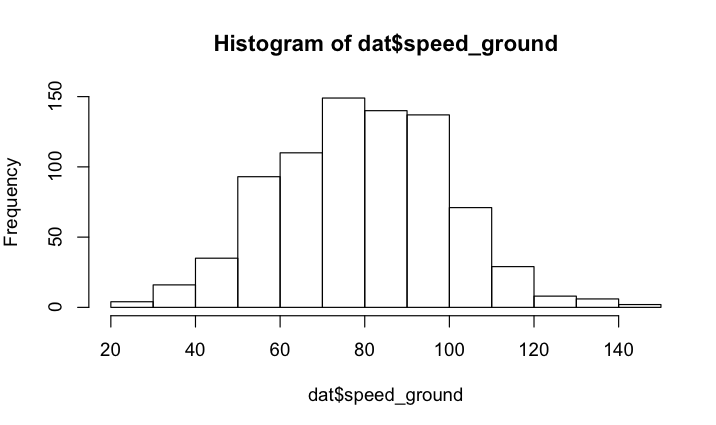 Histogram of dat$speed_ground
Frequency
150
100
50
0
20 40 60 80 100 120 140
dat$speed_ground